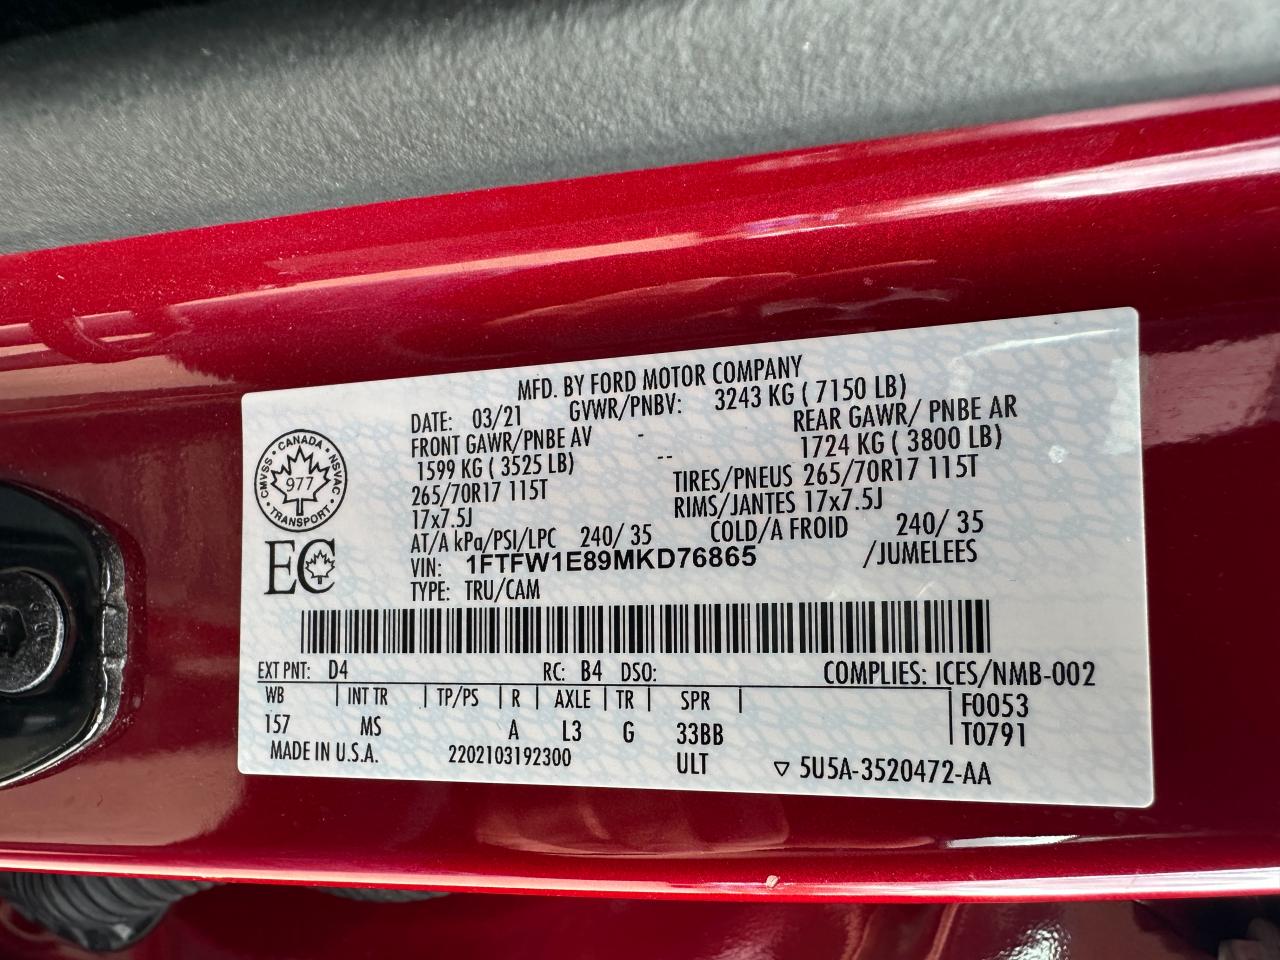 MFD. BY FORD MOTOR COMPANY
DATE: 03/21 GVWR/PNBV: 3243 KG ( 7150 LB)
FRONT GAWR/PNBE AV - REAR GAWR/ PNBE AR
1599 KG ( 3525 LB) -- 1724 KG ( 3800 LB)
265/70R17 115T TIRES/PNEUS 265/70R17 115T
17x7.5J RIMS/JANTES 17x7.5J
AT/A kPa/PSI/LPC 240/ 35 COLD/A FROID 240/ 35
VIN: 1FTFW1E89MKD76865 /JUMELEES
TYPE: TRU/CAM
CANADA
CMVSS NSVAC
977
TRANSPORT
EC
EXT PNT: D4 RC: B4 DSO: COMPLIES: ICES/NMB-002
WB | INT TR | TP/PS | R | AXLE | TR | SPR | F0053
157 MS A L3 G 33BB T0791
MADE IN U.S.A. 2202103192300 ULT ▽ 5U5A-3520472-AA